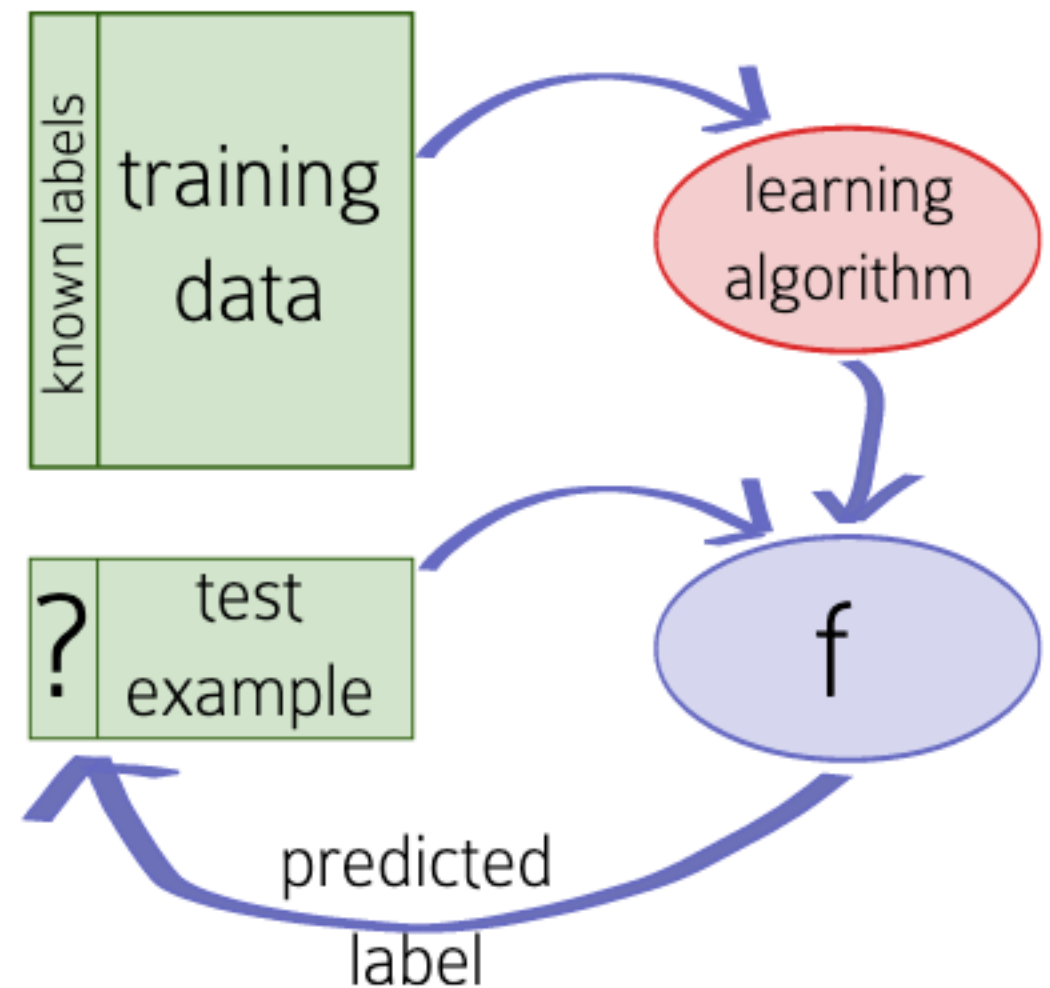 known labels
training
data
learning
algorithm
?
test
example
f
predicted
label